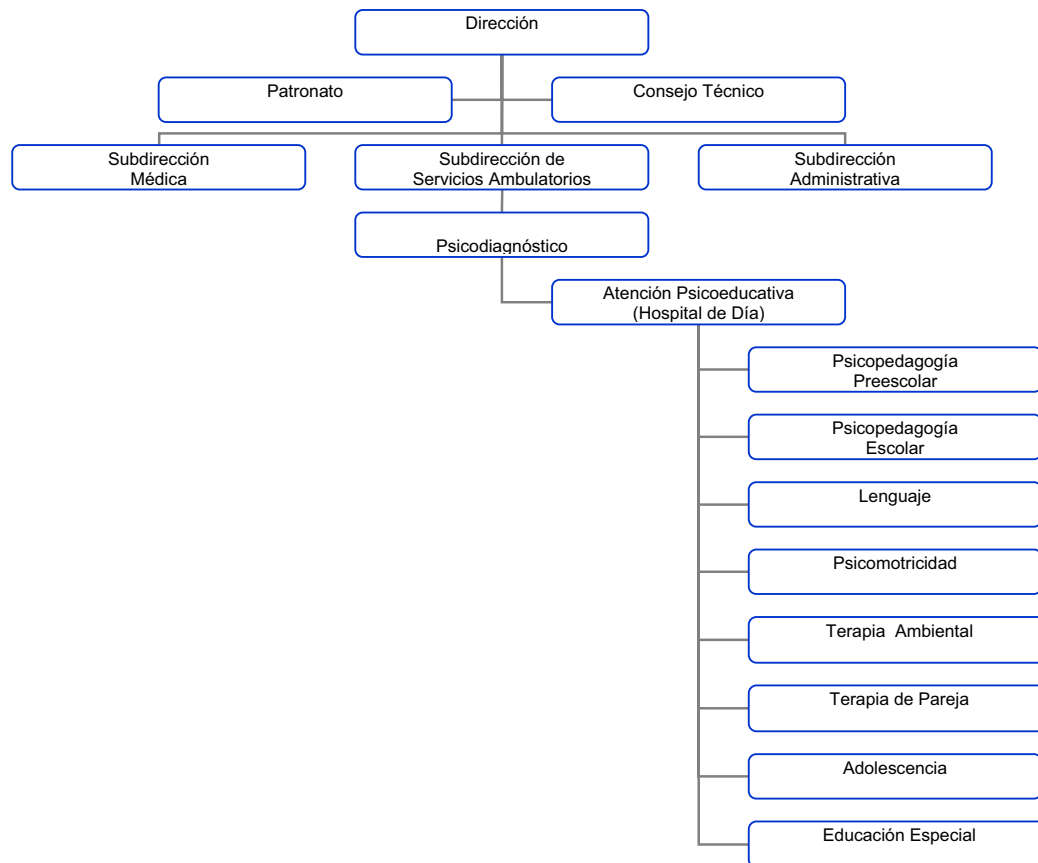 Dirección
Patronato
Consejo Técnico
Subdirección
Médica
Subdirección de
Servicios Ambulatorios
Subdirección
Administrativa
Psicodiagnóstico
Atención Psicoeducativa
(Hospital de Día)
Psicopedagogía
Preescolar
Psicopedagogía
Escolar
Lenguaje
Psicomotricidad
Terapia Ambiental
Terapia de Pareja
Adolescencia
Educación Especial